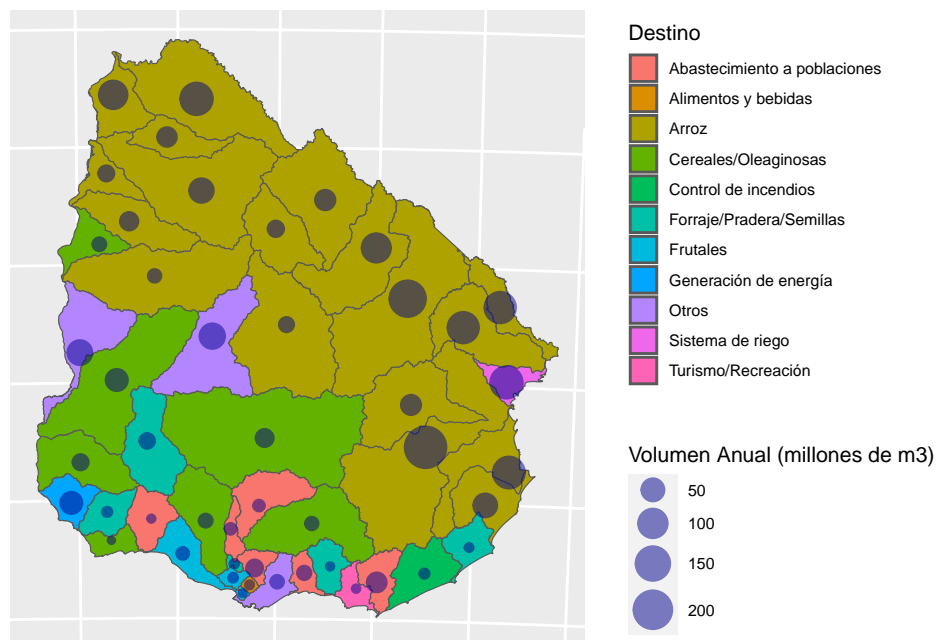 Destino
Abastecimiento a poblaciones
Alimentos y bebidas
Arroz
Cereales/Oleaginosas
Control de incendios
Forraje/Pradera/Semillas
Frutales
Generación de energía
Otros
Sistema de riego
Turismo/Recreación
Volumen Anual (millones de m3)
50
100
150
200